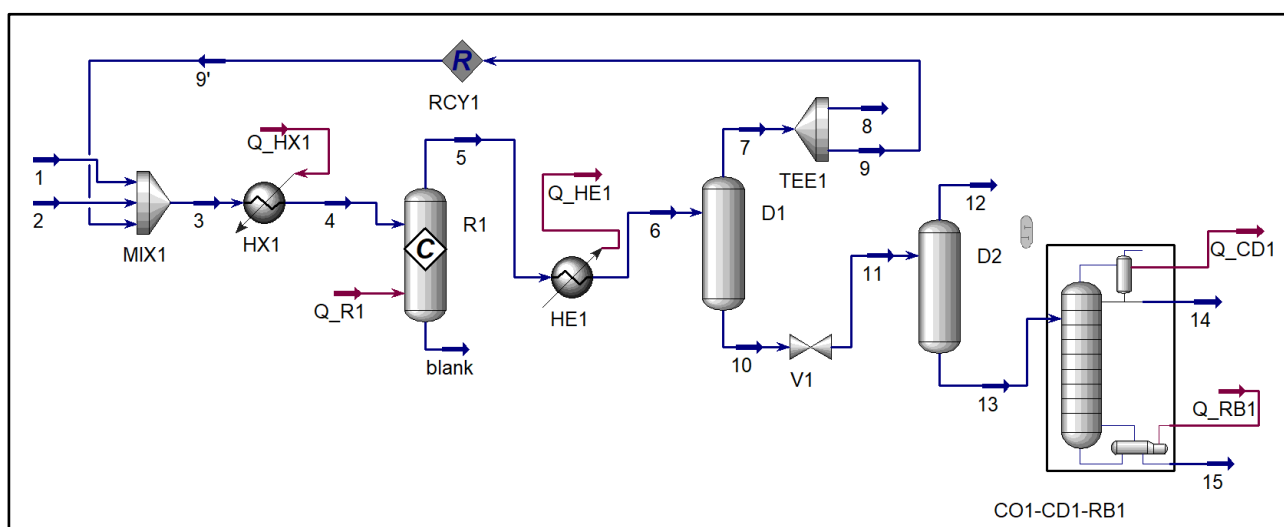 R
9'
RCY1
Q_HX1
1
2
MIX1
3
HX1
4
5
C
R1
Q_R1
blank
Q_HE1
HE1
6
7
D1
TEE1
8
9
10
V1
11
12
D2
13
Q_CD1
14
Q_RB1
15
CO1-CD1-RB1